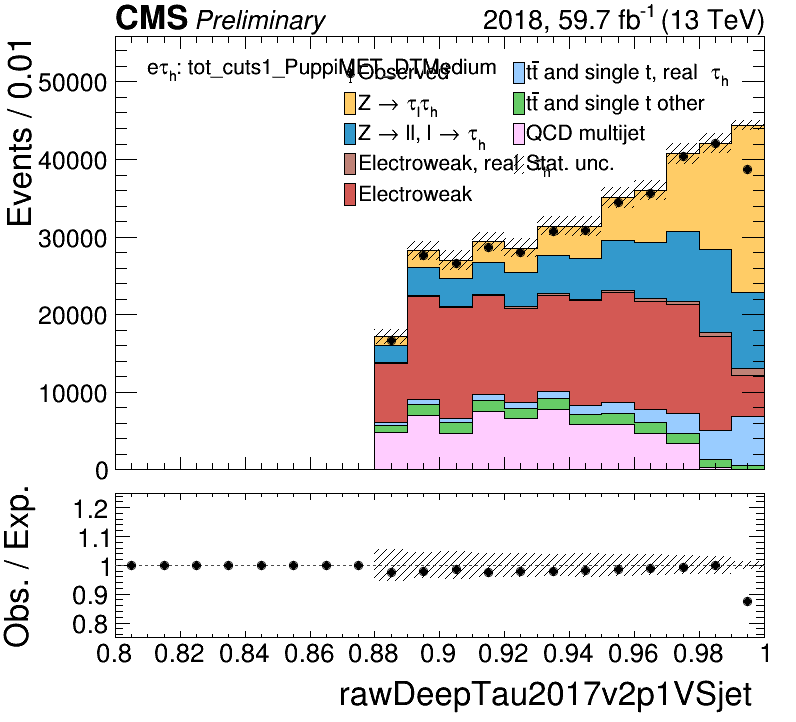 CMS Preliminary 2018, 59.7 fb⁻¹ (13 TeV)
eτh: tot_cuts1_PuppiMET_DTMedium
Observed
Z → τlτh
Z → ll, l → τh
Electroweak, real τh
Electroweak
tt̄ and single t, real τh
tt̄ and single t other
QCD multijet
Stat. unc.
Events / 0.01
50000
40000
30000
20000
10000
0
Obs. / Exp.
1.2
1.1
1
0.9
0.8
0.8 0.82 0.84 0.86 0.88 0.9 0.92 0.94 0.96 0.98 1
rawDeepTau2017v2p1VSjet